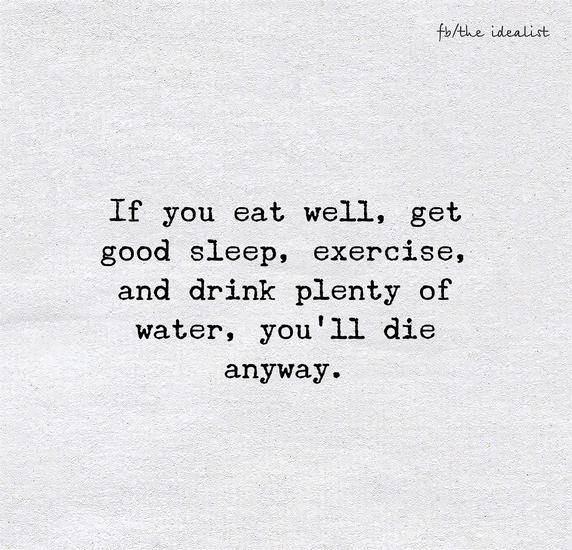 fb/the idealist
If you eat well, get
good sleep, exercise,
and drink plenty of
water, you'll die
anyway.